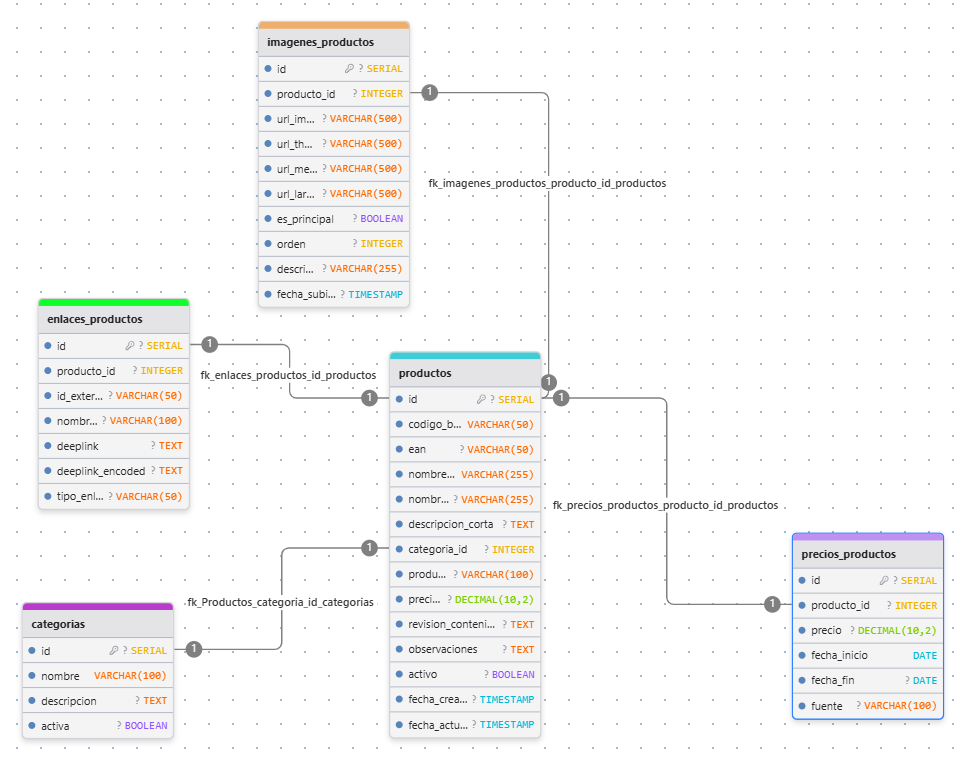 imagenes_productos
id ? SERIAL
producto_id ? INTEGER
url_im... ? VARCHAR(500)
url_th... ? VARCHAR(500)
url_me... ? VARCHAR(500)
url_lar... ? VARCHAR(500)
es_principal ? BOOLEAN
orden ? INTEGER
descri... ? VARCHAR(255)
fecha_subi... ? TIMESTAMP
1
fk_imagenes_productos_producto_id_productos
1
enlaces_productos
id ? SERIAL
producto_id ? INTEGER
id_exter... ? VARCHAR(50)
nombr... ? VARCHAR(100)
deeplink ? TEXT
deeplink_encoded ? TEXT
tipo_enl... ? VARCHAR(50)
1
fk_enlaces_productos_id_productos
1
productos
id ? SERIAL
codigo_b... VARCHAR(50)
ean ? VARCHAR(50)
nombre... VARCHAR(255)
nombr... ? VARCHAR(255)
descripcion_corta ? TEXT
categoria_id ? INTEGER
produ... ? VARCHAR(100)
preci... ? DECIMAL(10,2)
revision_conteni... ? TEXT
observaciones ? TEXT
activo ? BOOLEAN
fecha_crea... ? TIMESTAMP
fecha_actu... ? TIMESTAMP
1
fk_precios_productos_producto_id_productos
1
precios_productos
id ? SERIAL
producto_id ? INTEGER
precio ? DECIMAL(10,2)
fecha_inicio DATE
fecha_fin ? DATE
fuente ? VARCHAR(100)
1
fk_Productos_categoria_id_categorias
1
categorias
id ? SERIAL
nombre VARCHAR(100)
descripcion ? TEXT
activa ? BOOLEAN